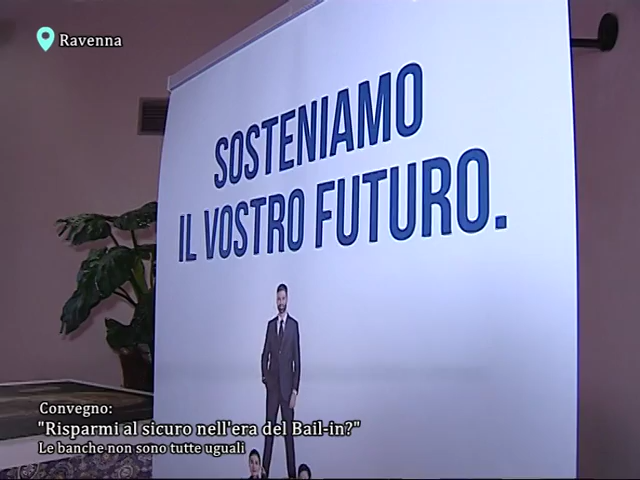 Ravenna
SOSTENIAMO
IL VOSTRO FUTURO.
Convegno:
"Risparmi al sicuro nell'era del Bail-in?"
Le banche non sono tutte uguali